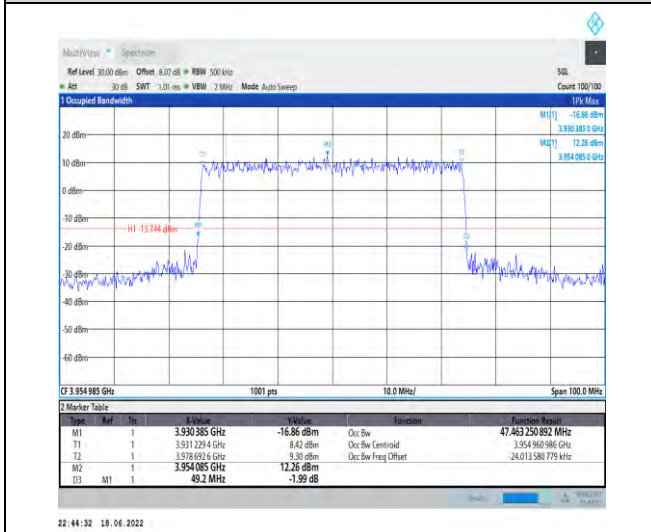 MultiView Spectrum
Ref Level 30.00 dBm Offset 8.07 dB RBW 500 kHz SGL
Att 30 dB SWT 1.01 ms VBW 2 MHz Mode Auto Sweep Count 100/100
1 Occupied Bandwidth 1Pk Max
M1[1] -16.86 dBm
3.930 385 0 GHz
M2[1] 12.26 dBm
3.954 085 0 GHz
20 dBm
10 dBm
0 dBm
-10 dBm
H1 -13.744 dBm
-20 dBm
-30 dBm
-40 dBm
-50 dBm
-60 dBm
T1
M2
T2
M1
D3
CF 3.954 985 GHz 1001 pts 10.0 MHz/ Span 100.0 MHz
2 Marker Table
Type Ref Trc X-Value Y-Value Function Function Result
M1 1 3.930 385 GHz -16.86 dBm Occ Bw 47.463 250 892 MHz
T1 1 3.931 229 4 GHz 8.42 dBm Occ Bw Centroid 3.954 960 986 GHz
T2 1 3.978 692 6 GHz 9.30 dBm Occ Bw Freq Offset -24.013 580 779 kHz
M2 1 3.954 085 GHz 12.26 dBm
D3 M1 1 49.2 MHz -1.99 dB
22:44:32 18.06.2022